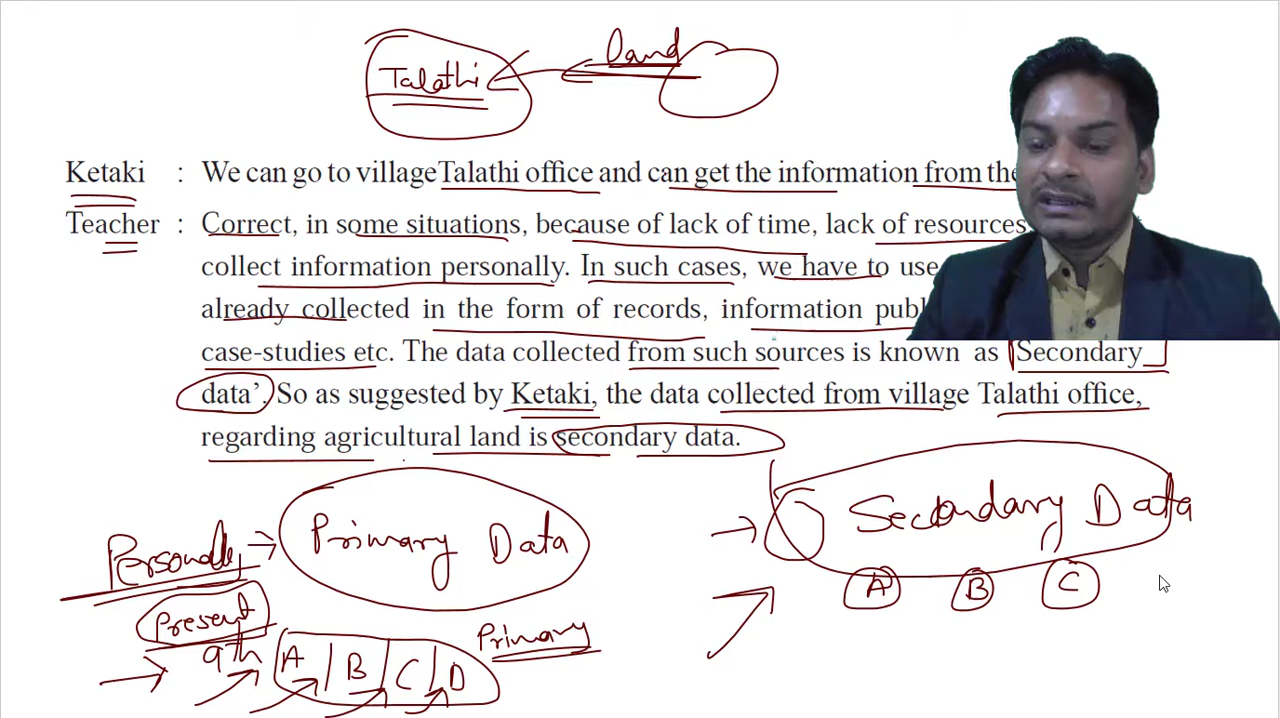 Talathi land
Ketaki : We can go to village Talathi office and can get the information from the
Teacher : Correct, in some situations, because of lack of time, lack of resources
collect information personally. In such cases, we have to use
already collected in the form of records, information
case-studies etc. The data collected from such sources is known as 'Secondary
data'. So as suggested by Ketaki, the data collected from village Talathi office,
regarding agricultural land is secondary data.
Personally Primary Data Secondary Data
A B C
Present
9th A B C D Primary